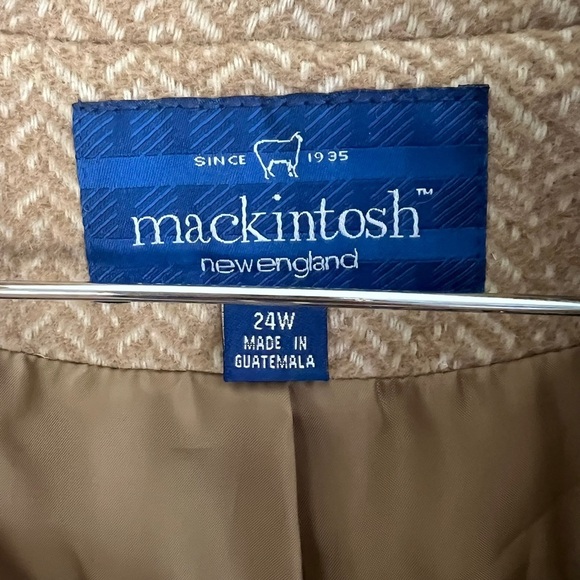 SINCE 1935
mackintosh™
newengland
24W
MADE IN
GUATEMALA